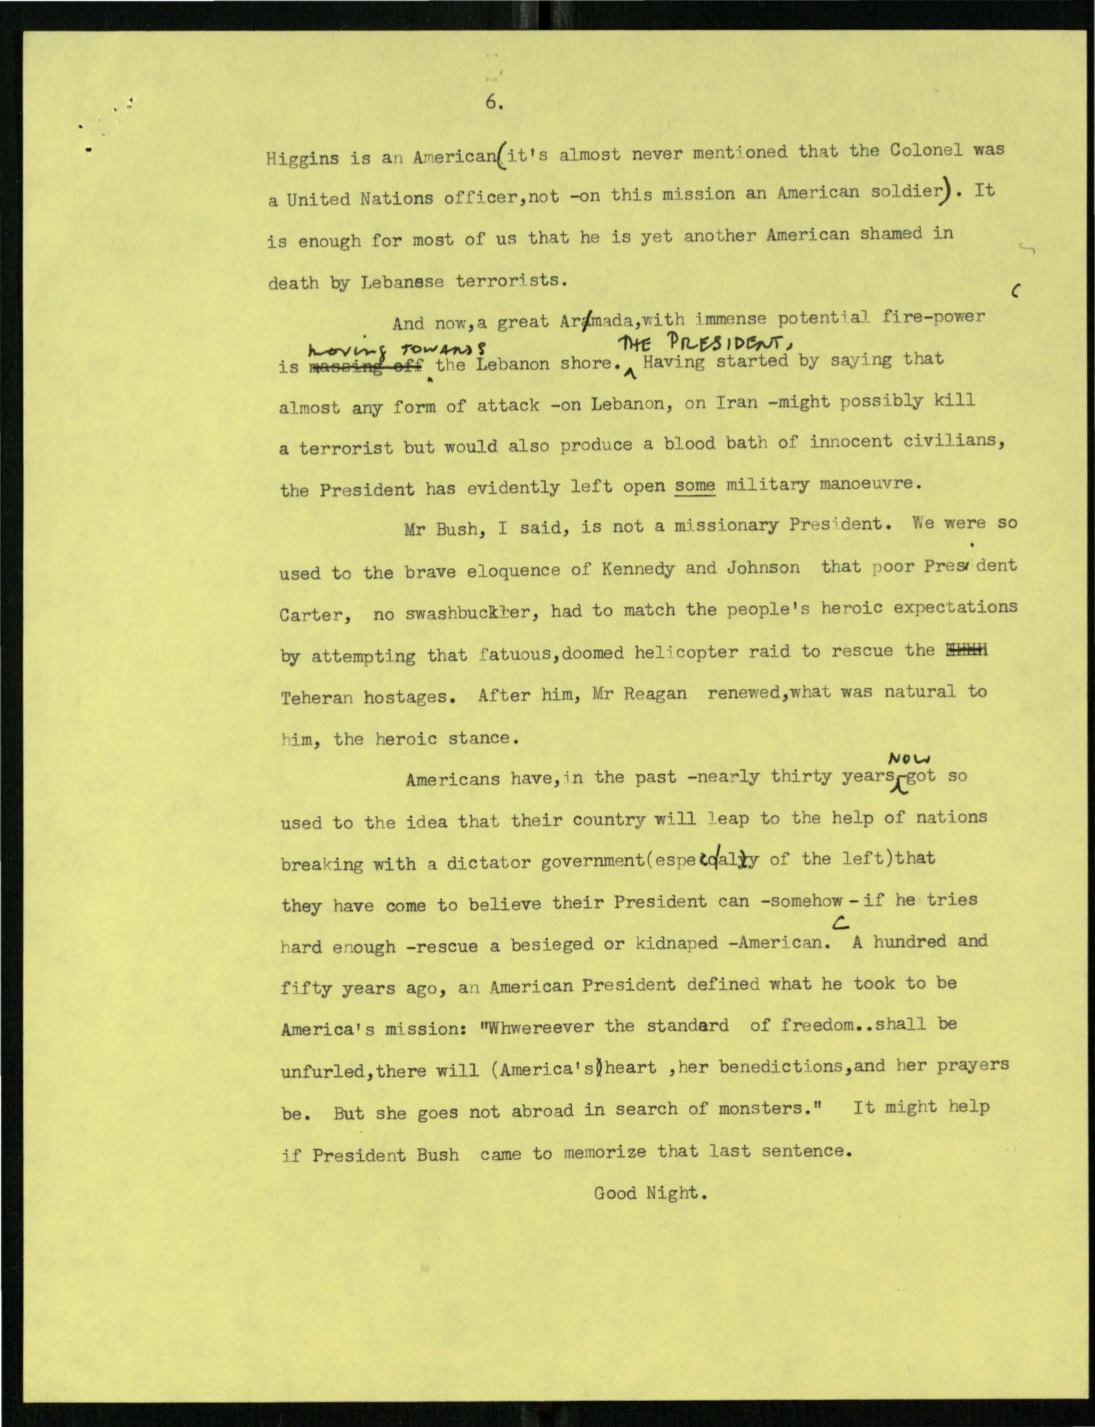 6.
Higgins is an American(it's almost never mentioned that the Colonel was
a United Nations officer,not -on this mission an American soldier). It
is enough for most of us that he is yet another American shamed in
death by Lebanese terrorists.
And now,a great Armada,with immense potential fire-power
moving towards THE PRESIDENT,
is massing off the Lebanon shore. Having started by saying that
almost any form of attack -on Lebanon, on Iran -might possibly kill
a terrorist but would also produce a blood bath of innocent civilians,
the President has evidently left open some military manoeuvre.
Mr Bush, I said, is not a missionary President. We were so
used to the brave eloquence of Kennedy and Johnson that poor President
Carter, no swashbuckler, had to match the people's heroic expectations
by attempting that fatuous,doomed helicopter raid to rescue the
Teheran hostages. After him, Mr Reagan renewed,what was natural to
him, the heroic stance.
NOW
Americans have,in the past -nearly thirty years-got so
used to the idea that their country will leap to the help of nations
breaking with a dictator government(especially of the left)that
they have come to believe their President can -somehow-if he tries
hard enough -rescue a besieged or kidnaped -American. A hundred and
fifty years ago, an American President defined what he took to be
America's mission: "Whwereever the standard of freedom..shall be
unfurled,there will (America's)heart ,her benedictions,and her prayers
be. But she goes not abroad in search of monsters." It might help
if President Bush came to memorize that last sentence.
Good Night.